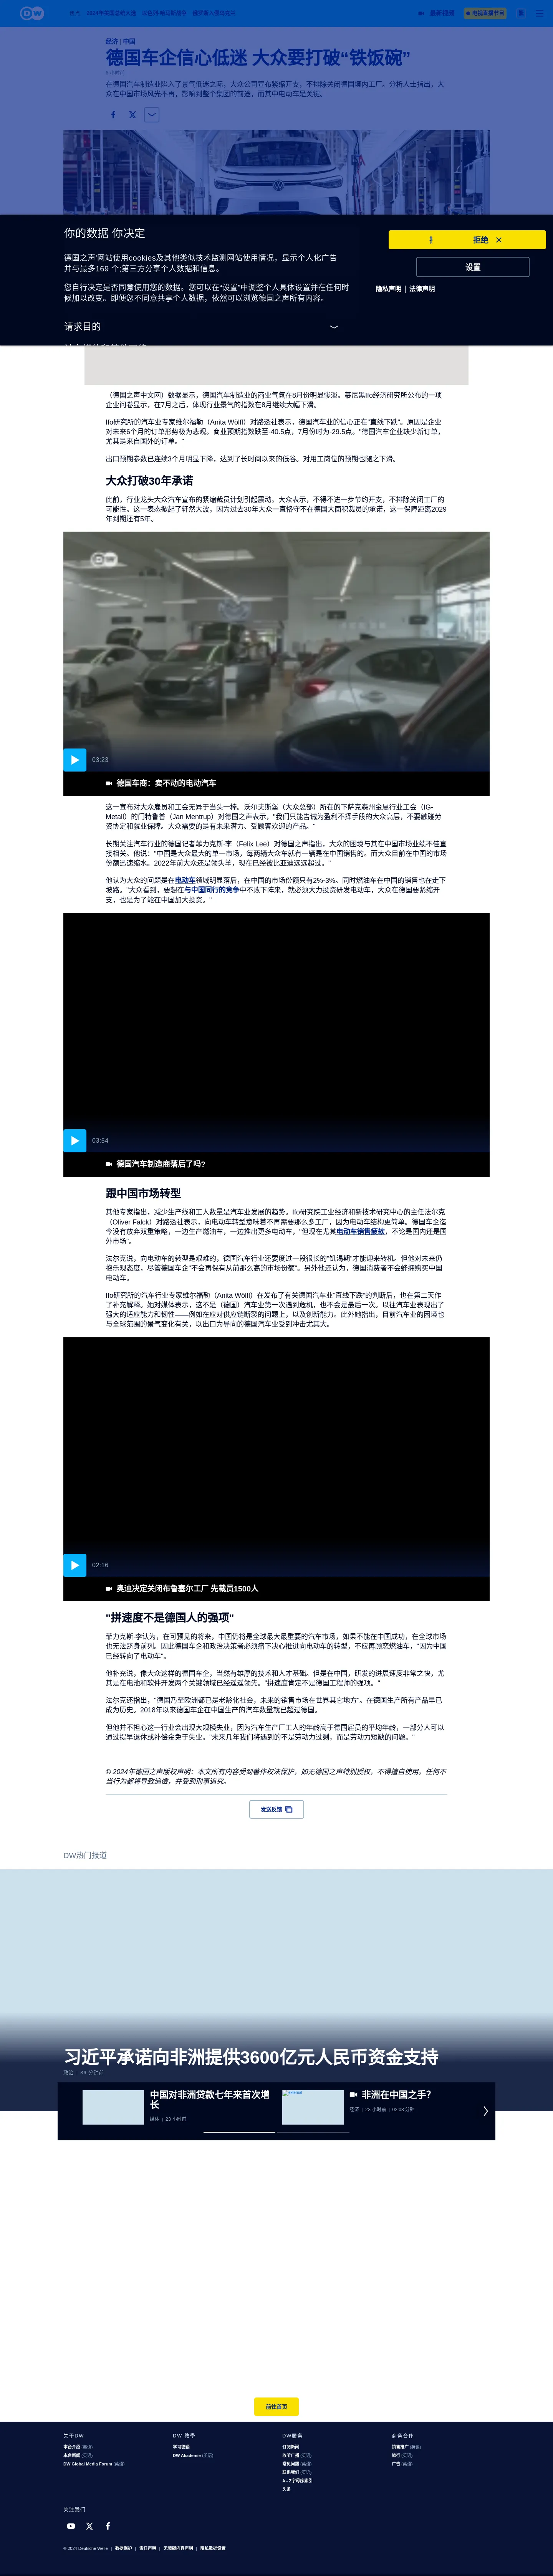 DW
2024年美国总统大选
以色列-哈马斯战争
俄罗斯入侵乌克兰
最新视频
电视直播节目
经济 | 中国
德国车企信心低迷 大众要打破“铁饭碗”
在德国汽车制造业陷入了景气低迷之际，大众公司宣布紧缩开支，不排除关闭德国境内工厂。分析人士指出，大
众在中国市场风光不再，影响到整个集团的前途，而其中电动车是关键。
你的数据 你决定
德国之声网站使用cookies及其他类似技术监测网站使用情况，显示个人化广告
并与最多169 个;第三方分享个人数据和信息。
您自行决定是否同意使用您的数据。您可以在“设置”中调整个人具体设置并在任何时
候加以改变。即便您不同意共享个人数据，依然可以浏览德国之声所有内容。
请求目的
拒绝
设置
隐私声明 | 法律声明
（德国之声中文网）数据显示，德国汽车制造业的商业气氛在8月份明显惨淡。慕尼黑Ifo经济研究所公布的一项
企业问卷显示，在7月之后，体现行业景气的指数在8月继续大幅下滑。
Ifo研究所的汽车业专家维尔福勒（Anita Wölfl）对路透社表示，德国汽车业的信心正在"直线下跌"。原因是企业
对未来6个月的订单形势极为悲观。商业预期指数跌至-40.5点，7月份时为-29.5点。"德国汽车企业缺少新订单，
尤其是来自国外的订单。"
出口预期参数已连续3个月明显下降，达到了长时间以来的低谷。对用工岗位的预期也随之下滑。
大众打破30年承诺
此前，行业龙头大众汽车宣布的紧缩裁员计划引起震动。大众表示，不得不进一步节约开支，不排除关闭工厂的
可能性。这一表态掀起了轩然大波，因为过去30年大众一直恪守不在德国大面积裁员的承诺，这一保障距离2029
年到期还有5年。
DW
03:23
德国车商：卖不动的电动汽车
这一宣布对大众雇员和工会无异于当头一棒。沃尔夫斯堡（大众总部）所在的下萨克森州金属行业工会（IG-
Metall）的门特鲁普（Jan Mentrup）对德国之声表示，"我们只能告诫为盈利不择手段的大众高层，不要触碰劳
资协定和就业保障。大众需要的是有未来潜力、受顾客欢迎的产品。"
长期关注汽车行业的德国记者菲力克斯·李（Felix Lee）对德国之声指出，大众的困境与其在中国市场业绩不佳直
接相关。他说："中国是大众最大的单一市场，每两辆大众车就有一辆是在中国销售的。而大众目前在中国的市场
份额迅速缩水。2022年前大众还是领头羊，现在已经被比亚迪远远超过。"
他认为大众的问题是在电动车领域明显落后，在中国的市场份额只有2%-3%。同时燃油车在中国的销售也在走下
坡路。"大众看到，要想在与中国同行的竞争中不败下阵来，就必须大力投资研发电动车，大众在德国要紧缩开
支，也是为了能在中国加大投资。"
03:54
德国汽车制造商落后了吗?
跟中国市场转型
其他专家指出，减少生产线和工人数量是汽车业发展的趋势。Ifo研究院工业经济和新技术研究中心的主任法尔克
（Oliver Falck）对路透社表示，向电动车转型意味着不再需要那么多工厂，因为电动车结构更简单。德国车企迄
今没有放弃双重策略，一边生产燃油车，一边推出更多电动车，"但现在尤其电动车销售疲软，不论是国内还是国
外市场"。
法尔克说，向电动车的转型是艰难的，德国汽车行业还要度过一段很长的"饥渴期"才能迎来转机。但他对未来仍
抱乐观态度，尽管德国车企"不会再保有从前那么高的市场份额"。另外他还认为，德国消费者不会蜂拥购买中国
电动车。
Ifo研究所的汽车行业专家维尔福勒（Anita Wölfl）在发布了有关德国汽车业"直线下跌"的判断后，也在第二天作
了补充解释。她对媒体表示，这不是（德国）汽车业第一次遇到危机，也不会是最后一次。以往汽车业表现出了
强大的适应能力和韧性——例如在应对供应链断裂的问题上，以及创新能力。此外她指出，目前汽车业的困境也
与全球范围的景气变化有关，以出口为导向的德国汽车业受到冲击尤其大。
02:16
奥迪决定关闭布鲁塞尔工厂 先裁员1500人
"拼速度不是德国人的强项"
菲力克斯·李认为，在可预见的将来，中国仍将是全球最大最重要的汽车市场，如果不能在中国成功，在全球市场
也无法跻身前列。因此德国车企和政治决策者必须痛下决心推进向电动车的转型，不应再顾恋燃油车，"因为中国
已经转向了电动车"。
他补充说，像大众这样的德国车企，当然有雄厚的技术和人才基础。但是在中国，研发的进展速度非常之快，尤
其是在电池和软件开发两个关键领域已经遥遥领先。"拼速度肯定不是德国工程师的强项。"
法尔克还指出，"德国乃至欧洲都已是老龄化社会，未来的销售市场在世界其它地方"。在德国生产所有产品早已
成为历史。2018年以来德国车企在中国生产的汽车数量就已超过德国。
但他并不担心这一行业会出现大规模失业，因为汽车生产厂工人的年龄高于德国雇员的平均年龄，一部分人可以
通过提早退休或补偿金免于失业。"未来几年我们将遇到的不是劳动力过剩，而是劳动力短缺的问题。"
© 2024年德国之声版权声明：本文所有内容受到著作权法保护，如无德国之声特别授权，不得擅自使用。任何不
当行为都将导致追偿，并受到刑事追究。
发送反馈
DW热门报道
习近平承诺向非洲提供3600亿元人民币资金支持
政治 | 36 分钟前
中国对非洲贷款七年来首次增
长
媒体 | 23 小时前
非洲在中国之手？
经济 | 23 小时前 | 02:08 分钟
前往首页
关于DW
本台介绍 (英语)
本台新闻 (英语)
DW Global Media Forum (英语)
DW 教學
学习德语
DW Akademie (英语)
DW服务
订阅新闻
收听广播 (英语)
常见问题 (英语)
联系我们 (英语)
A - Z字母序索引
头条
商务合作
销售推广 (英语)
旅行 (英语)
广告 (英语)
关注我们
© 2024 Deutsche Welle | 数据保护 | 责任声明 | 无障碍内容声明 | 隐私数据设置